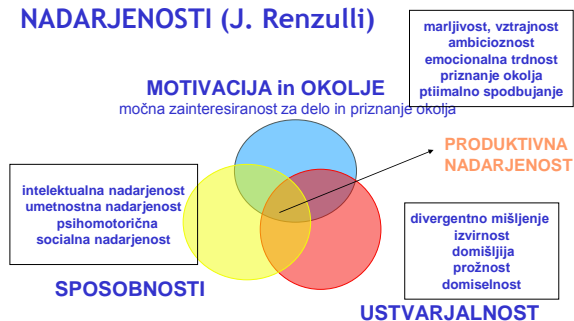 NADARJENOSTI (J. Renzulli)
marljivost, vztrajnost
ambicioznost
emocionalna trdnost
priznanje okolja
ptiimalno spodbujanje
MOTIVACIJA in OKOLJE
močna zainteresiranost za delo in priznanje okolja
PRODUKTIVNA
NADARJENOST
intelektualna nadarjenost
umetnostna nadarjenost
psihomotorična
socialna nadarjenost
divergentno mišljenje
izvirnost
domišljija
prožnost
domiselnost
SPOSOBNOSTI
USTVARJALNOST